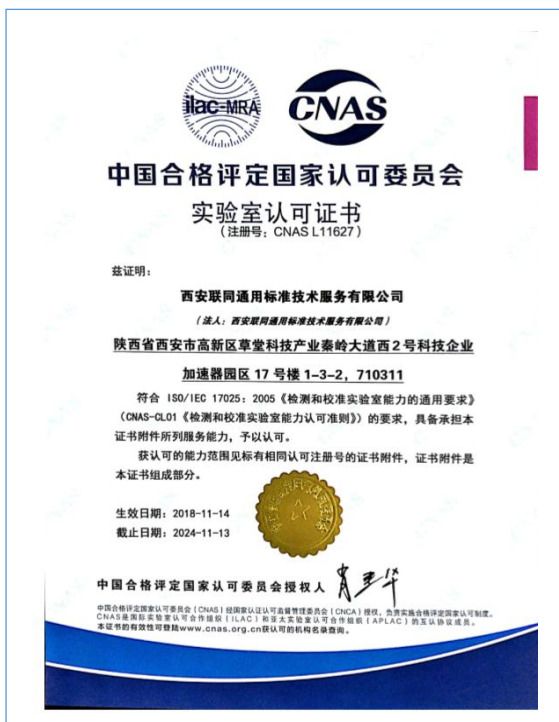 ilac-MRA
CNAS
中国合格评定国家认可委员会
实验室认可证书
（注册号：CNAS L11627）
兹证明：
西安联同通用标准技术服务有限公司
（法人：西安联同通用标准技术服务有限公司）
陕西省西安市高新区草堂科技产业秦岭大道西2号科技企业
加速器园区 17 号楼 1-3-2，710311
符合 ISO/IEC 17025：2005《检测和校准实验室能力的通用要求》
（CNAS-CL01《检测和校准实验室能力认可准则》）的要求，具备承担本
证书附件所列服务能力，予以认可。
获认可的能力范围见标有相同认可注册号的证书附件，证书附件是
本证书组成部分。
生效日期：2018-11-14
截止日期：2024-11-13
中国合格评定国家认可委员会授权人
中国合格评定国家认可委员会（CNAS）经国家认证认可监督管理委员会（CNCA）授权，负责实施合格评定国家认可制度。
CNAS是国际实验室认可合作组织（ILAC）和亚太实验室认可合作组织（APLAC）的互认协议成员。
本证书的有效性可登陆www.cnas.org.cn获认可的机构名录查询。